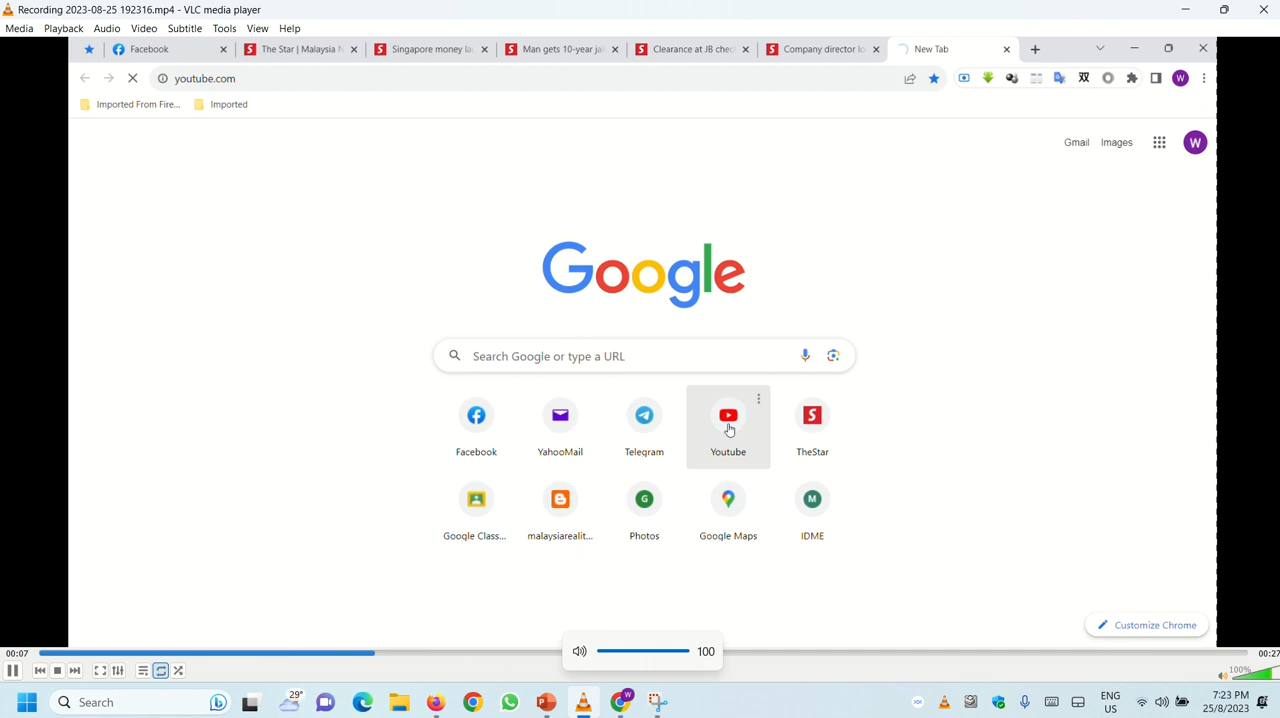 Recording 2023-08-25 192316.mp4 - VLC media player
Media Playback Audio Video Subtitle Tools View Help
Facebook
The Star | Malaysia N
Singapore money la
Man gets 10-year ja
Clearance at JB chec
Company director lo
New Tab
youtube.com
W
Imported From Fire... Imported
Gmail Images W
Google
Search Google or type a URL
Facebook YahooMail Telegram Youtube TheStar
Google Class... malaysiarealit... Photos Google Maps IDME
Customize Chrome
00:07 100 00:27
100%
29°
Search
ENG
US
7:23 PM
25/8/2023